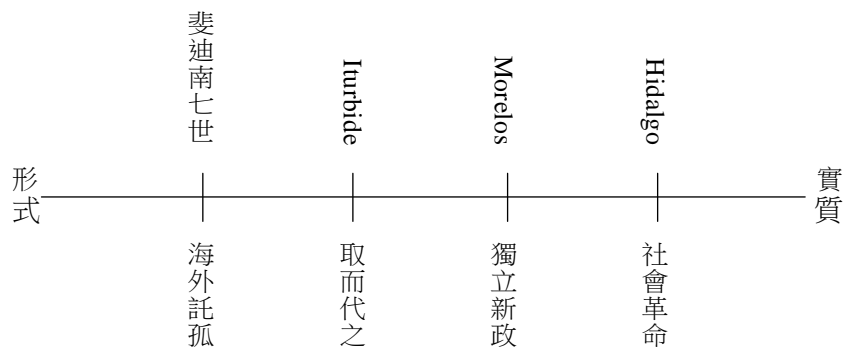 斐迪南七世
Iturbide
Morelos
Hidalgo
形式
實質
海外託孤
取而代之
獨立新政
社會革命